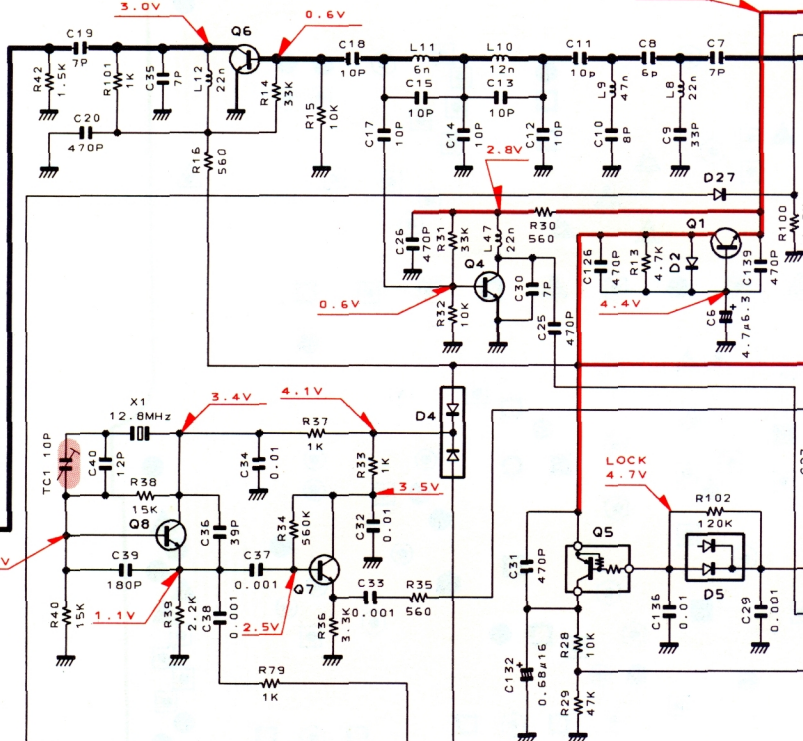 3.0V
Q6
0.6V
C19
7P
R42
1.5K
R101
1K
C35
7P
L12
22n
R14
33K
R15
10K
C18
10P
L11
6n
L10
12n
C11
10p
C8
6p
C7
7P
C15
10P
C13
10P
L9
47n
L8
22n
C20
470P
C17
10P
C14
10P
C12
10P
C10
8P
C9
33P
R16
560
2.8V
D27
R30
560
Q1
R100
C26
470P
R31
33K
L47
22n
Q4
C30
7P
C25
470P
C126
470P
R13
4.7K
D2
C139
470P
0.6V
R32
10K
4.4V
C6
4.7µ6.3
X1
12.8MHz
3.4V
4.1V
R37
1K
D4
TC1 10P
C40
12P
C34
0.01
R33
1K
LOCK
4.7V
R38
15K
3.5V
R102
120K
Q8
C36
39P
R34
560K
C32
0.01
Q5
V
C39
180P
C37
0.001
Q7
C33
0.001
R35
560
C31
470P
D5
R40
15K
1.1V
R39
2.2K
C38
0.001
2.5V
R36
3.3K
C136
0.01
C29
0.001
R28
10K
R79
1K
C132
0.68µ16
R29
47K